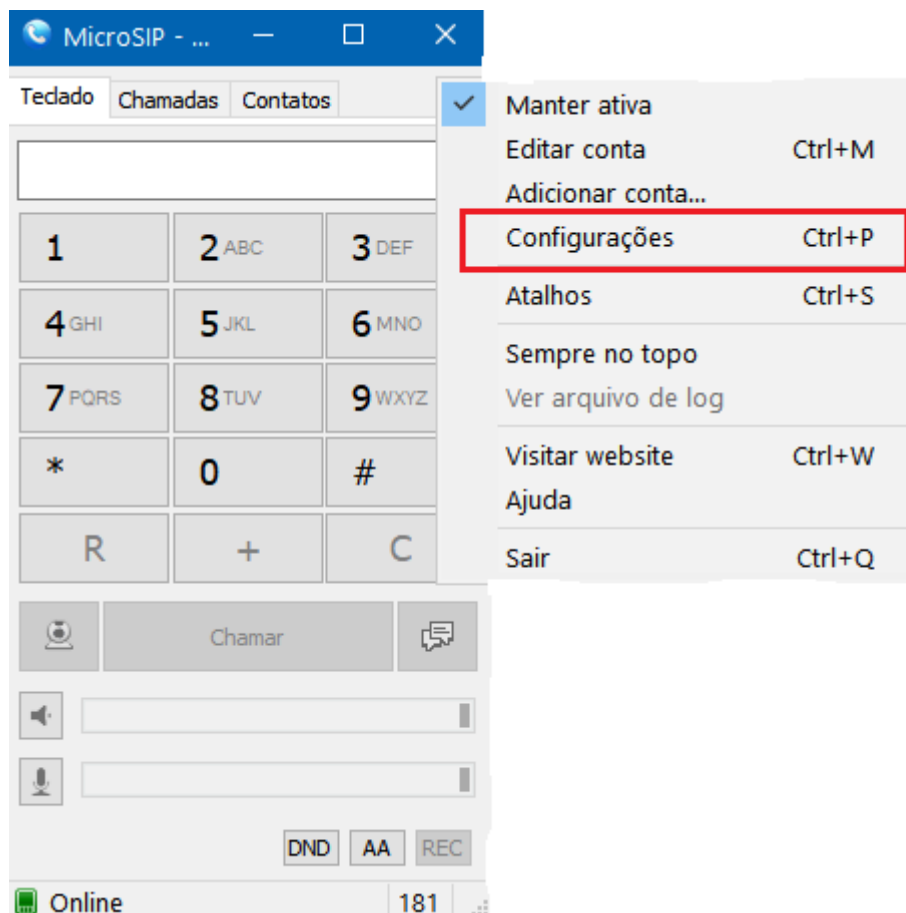 MicroSIP - ...
Teclado Chamadas Contatos
1 2 ABC 3 DEF
4 GHI 5 JKL 6 MNO
7 PQRS 8 TUV 9 WXYZ
* 0 #
R + C
Chamar
DND AA REC
Online 181
Manter ativa
Editar conta Ctrl+M
Adicionar conta...
Configurações Ctrl+P
Atalhos Ctrl+S
Sempre no topo
Ver arquivo de log
Visitar website Ctrl+W
Ajuda
Sair Ctrl+Q